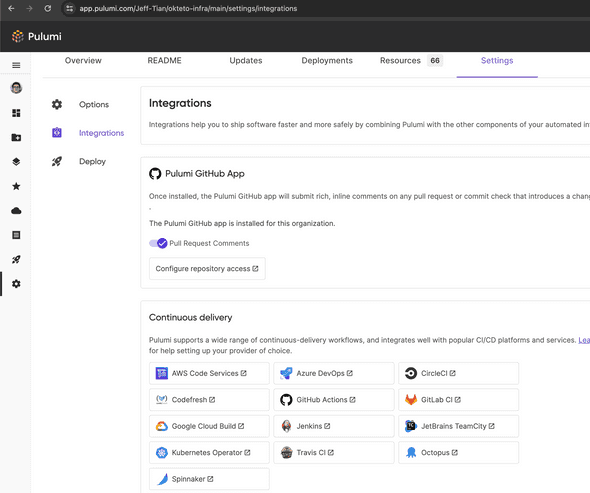 app.pulumi.com/Jeff-Tian/okteto-infra/main/settings/integrations
Pulumi
Overview README Updates Deployments Resources 66 Settings
Options
Integrations
Deploy
Integrations
Integrations help you to ship software faster and more safely by combining Pulumi with the other components of your automated
Pulumi GitHub App
Once installed, the Pulumi GitHub app will submit rich, inline comments on any pull request or commit check that introduces a
.
The Pulumi GitHub app is installed for this organization.
Pull Request Comments
Configure repository access
Continuous delivery
Pulumi supports a wide range of continuous-delivery workflows, and integrates well with popular CI/CD platforms and services.
for help setting up your provider of choice.
AWS Code Services Azure DevOps CircleCI
Codefresh GitHub Actions GitLab CI
Google Cloud Build Jenkins JetBrains TeamCity
Kubernetes Operator Travis CI Octopus
Spinnaker